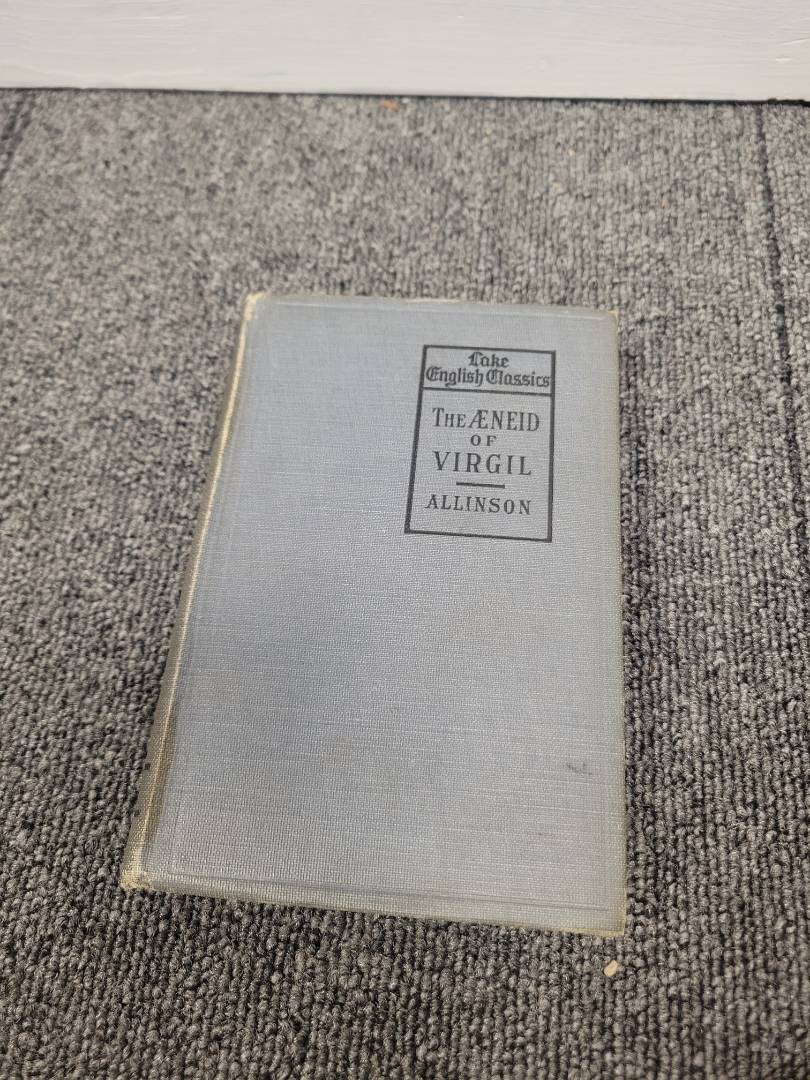 Lake
English Classics
THE ÆNEID
OF
VIRGIL
ALLINSON